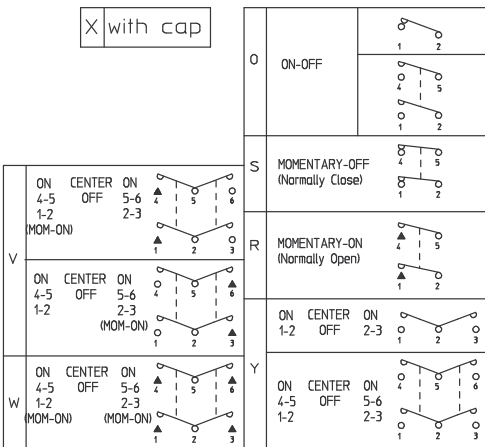 X with cap
O ON-OFF
1 2
4 5
1 2
S MOMENTARY-OFF
(Normally Close)
4 5
1 2
R MOMENTARY-ON
(Normally Open)
4 5
1 2
Y
ON CENTER ON
1-2 OFF 2-3
1 2 3
ON CENTER ON
4-5 OFF 5-6
1-2 2-3
4 5 6
1 2 3
V
ON CENTER ON
4-5 OFF 5-6
1-2 2-3
(MOM-ON)
4 5 6
1 2 3
ON CENTER ON
4-5 OFF 5-6
1-2 2-3
(MOM-ON)
4 5 6
1 2 3
W
ON CENTER ON
4-5 OFF 5-6
1-2 2-3
(MOM-ON) (MOM-ON)
4 5 6
1 2 3